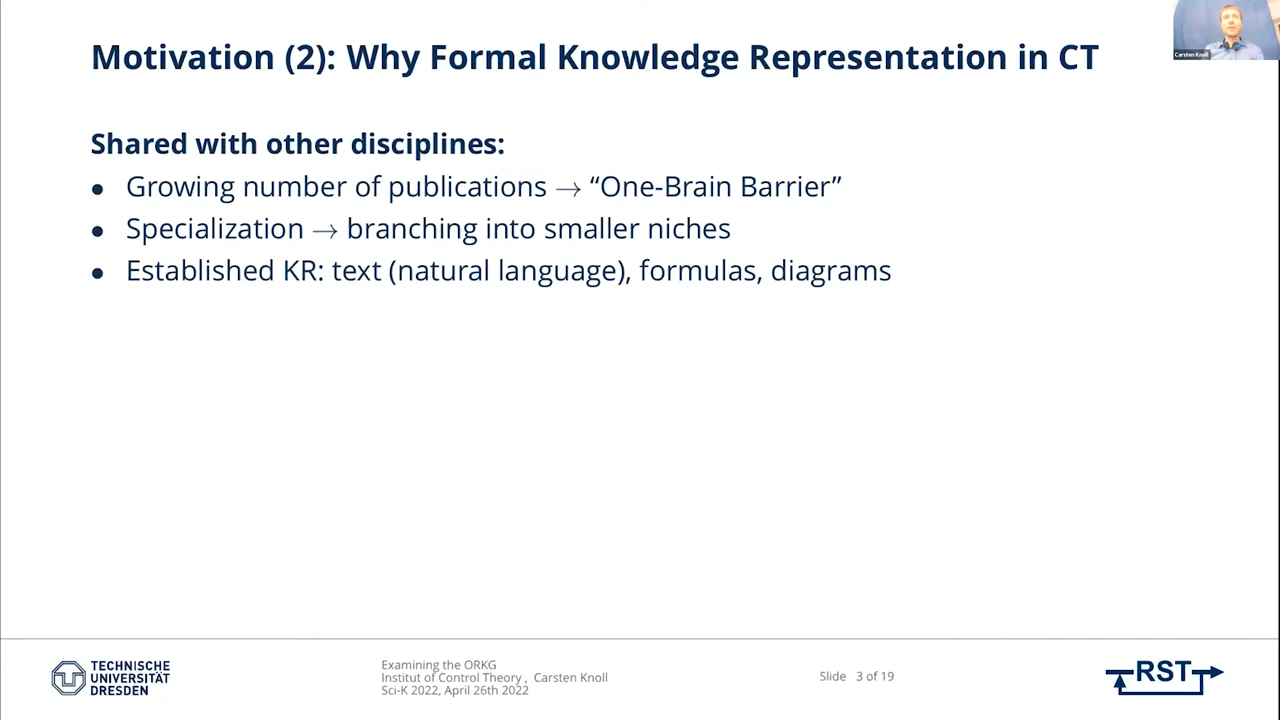 Motivation (2): Why Formal Knowledge Representation in CT
Carsten Knoll
Shared with other disciplines:
• Growing number of publications → “One-Brain Barrier”
• Specialization → branching into smaller niches
• Established KR: text (natural language), formulas, diagrams
TECHNISCHE
UNIVERSITÄT
DRESDEN
Examining the ORKG
Institut of Control Theory , Carsten Knoll
Sci-K 2022, April 26th 2022
Slide 3 of 19
RST